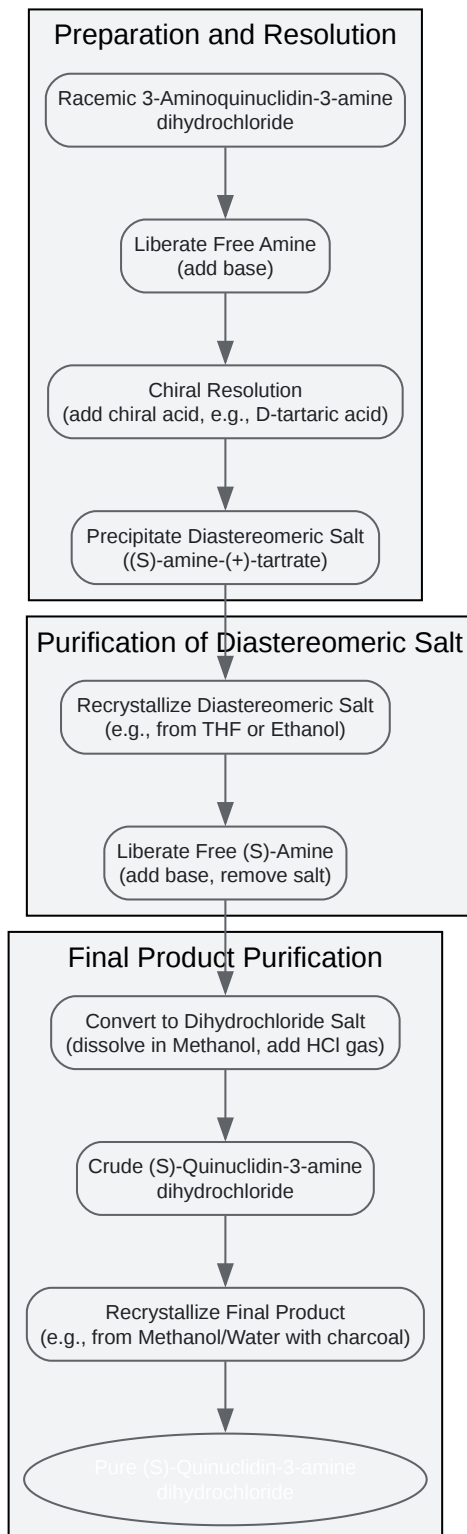 Preparation and Resolution
Racemic 3-Aminoquinuclidin-3-amine
dihydrochloride
Liberate Free Amine
(add base)
Chiral Resolution
(add chiral acid, e.g., D-tartaric acid)
Precipitate Diastereomeric Salt
((S)-amine-(+)-tartrate)
Purification of Diastereomeric Salt
Recrystallize Diastereomeric Salt
(e.g., from THF or Ethanol)
Liberate Free (S)-Amine
(add base, remove salt)
Final Product Purification
Convert to Dihydrochloride Salt
(dissolve in Methanol, add HCl gas)
Crude (S)-Quinuclidin-3-amine
dihydrochloride
Recrystallize Final Product
(e.g., from Methanol/Water with charcoal)
Pure (S)-Quinuclidin-3-amine
dihydrochloride